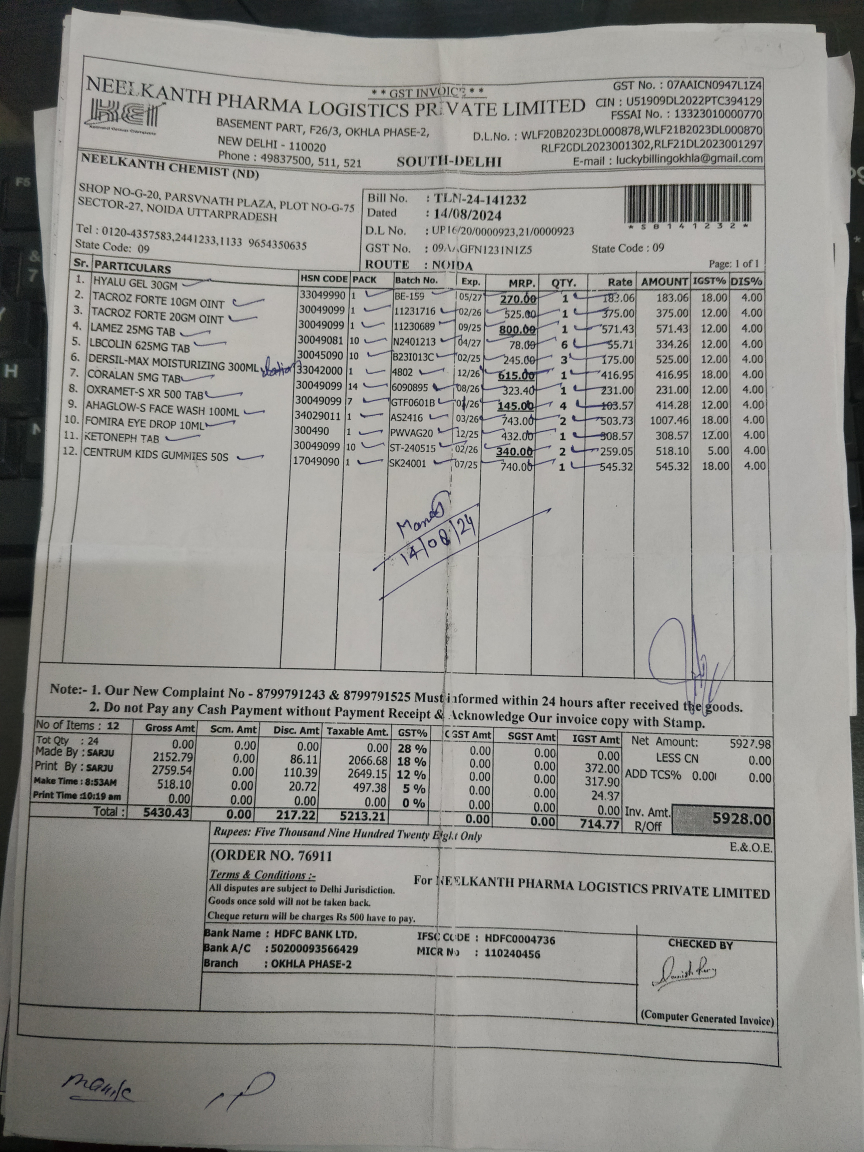 * * GST INVOICE * *
NEELKANTH PHARMA LOGISTICS PRIVATE LIMITED
KEI
BASEMENT PART, F26/3, OKHLA PHASE-2,
NEW DELHI - 110020
Phone : 49837500, 511, 521
SOUTH-DELHI
GST No. : 07AAICN0947L1Z4
CIN : U51909DL2022PTC394129
FSSAI No. : 13323010000770
D.L.No. : WLF20B2023DL000878,WLF21B2023DL000870
RLF20DL2023001302,RLF21DL2023001297
E-mail : luckybillingokhla@gmail.com
NEELKANTH CHEMIST (ND)
SHOP NO-G-20, PARSVNATH PLAZA, PLOT NO-G-75
SECTOR-27, NOIDA UTTARPRADESH
Tel : 0120-4357583,2441233,1133 9654350635
State Code: 09
Bill No. : TLN-24-141232
Dated : 14/08/2024
D.L No. : UP16/20/0000923,21/0000923
GST No. : 09AAGFN1231N1Z5 State Code : 09
ROUTE : NOIDA
*58141232*
Page: 1 of 1
Sr. PARTICULARS HSN CODE PACK Batch No. Exp. MRP. QTY. Rate AMOUNT IGST% DIS%
1. HYALU GEL 30GM 33049990 1 BE-159 05/27 270.00 1 183.06 183.06 18.00 4.00
2. TACROZ FORTE 10GM OINT 30049099 1 11231716 02/26 525.00 1 375.00 375.00 12.00 4.00
3. TACROZ FORTE 20GM OINT 30049099 1 11230689 09/25 800.00 1 571.43 571.43 12.00 4.00
4. LAMEZ 25MG TAB 30049081 10 N2401213 04/27 78.00 6 55.71 334.26 12.00 4.00
5. LBCOLIN 625MG TAB 30045090 10 B23I013C 02/25 245.00 3 175.00 525.00 12.00 4.00
6. DERSIL-MAX MOISTURIZING 300ML lotion 33042000 1 4802 12/26 615.00 1 416.95 416.95 18.00 4.00
7. CORALAN 5MG TAB 30049099 14 6090895 08/26 323.40 1 231.00 231.00 12.00 4.00
8. OXRAMET-S XR 500 TAB 30049099 7 GTF0601B /26 145.00 4 103.57 414.28 12.00 4.00
9. AHAGLOW-S FACE WASH 100ML 34029011 1 AS2416 03/26 743.00 2 503.73 1007.46 18.00 4.00
10. FOMIRA EYE DROP 10ML 300490 1 PWVAG20 12/25 432.00 1 308.57 308.57 12.00 4.00
11. KETONEPH TAB 30049099 10 ST-240515 02/26 340.00 2 259.05 518.10 5.00 4.00
12. CENTRUM KIDS GUMMIES 50S 17049090 1 SK24001 07/25 740.00 1 545.32 545.32 18.00 4.00
14/08/24
Note:- 1. Our New Complaint No - 8799791243 & 8799791525 Must informed within 24 hours after received the goods.
2. Do not Pay any Cash Payment without Payment Receipt & Acknowledge Our invoice copy with Stamp.
No of Items : 12 Gross Amt Scm. Amt Disc. Amt Taxable Amt. GST% CGST Amt SGST Amt IGST Amt
Tot Qty : 24
Made By : SARJU
Print By : SARJU
Make Time : 8:53AM
Print Time :10:19 am
0.00 0.00 0.00 0.00 28 % 0.00 0.00 0.00
2152.79 0.00 86.11 2066.68 18 % 0.00 0.00 372.00
2759.54 0.00 110.39 2649.15 12 % 0.00 0.00 317.90
518.10 0.00 20.72 497.38 5 % 0.00 0.00 24.37
0.00 0.00 0.00 0.00 0 % 0.00 0.00 0.00
Total : 5430.43 0.00 217.22 5213.21 0.00 0.00 714.77
Net Amount: 5927.98
LESS CN 0.00
ADD TCS% 0.00 0.00
Inv. Amt. 5928.00
R/Off
Rupees: Five Thousand Nine Hundred Twenty Eight Only
E.&O.E.
(ORDER NO. 76911
Terms & Conditions :-
All disputes are subject to Delhi Jurisdiction.
Goods once sold will not be taken back.
Cheque return will be charges Rs 500 have to pay.
For NEELKANTH PHARMA LOGISTICS PRIVATE LIMITED
Bank Name : HDFC BANK LTD.
Bank A/C : 50200093566429
Branch : OKHLA PHASE-2
IFSC CODE : HDFC0004736
MICR No : 110240456
CHECKED BY
(Computer Generated Invoice)